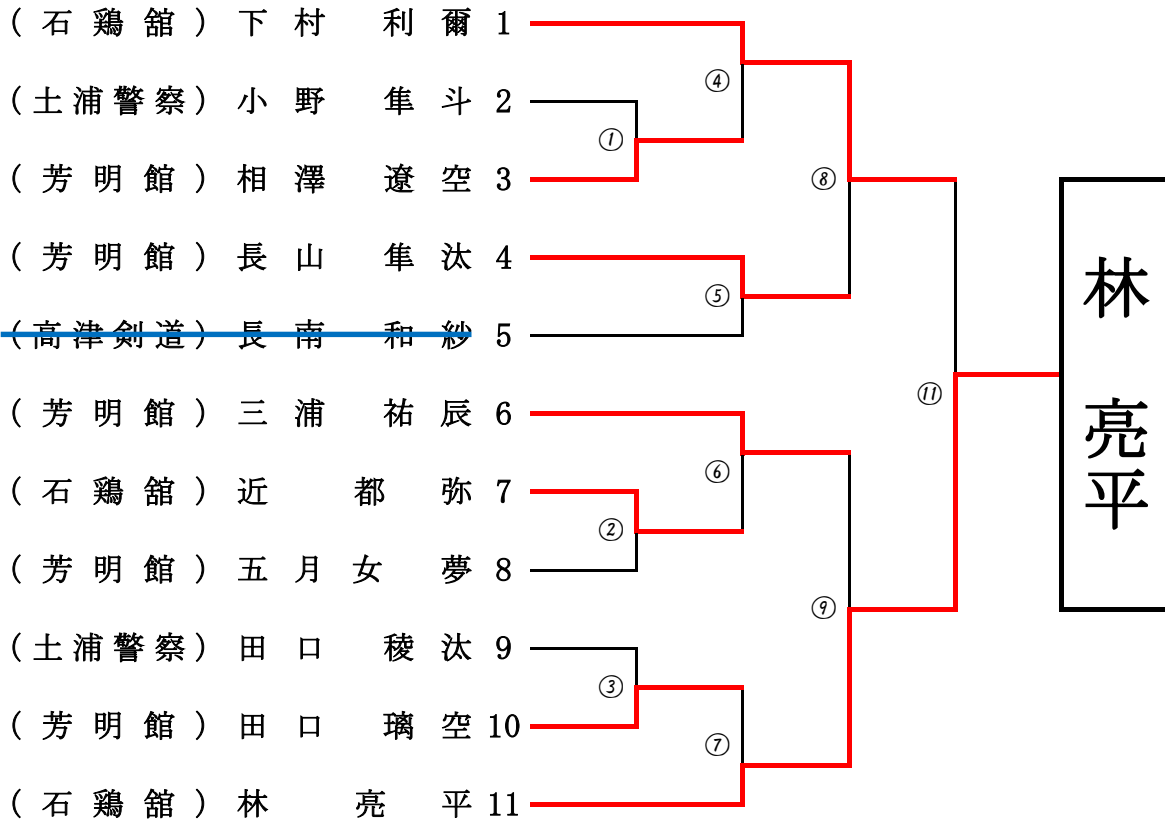 (石鶏舘) 下村 利爾 1
(土浦警察) 小野 隼斗 2
(芳明館) 相澤 遼空 3
(芳明館) 長山 隼汰 4
(高津剣道) 長南 和紗 5
(芳明館) 三浦 祐辰 6
(石鶏舘) 近 都弥 7
(芳明館) 五月女 夢 8
(土浦警察) 田口 稜汰 9
(芳明館) 田口 璃空 10
(石鶏舘) 林 亮平 11
①
②
③
④
⑤
⑥
⑦
⑧
⑨
⑪
林 亮平